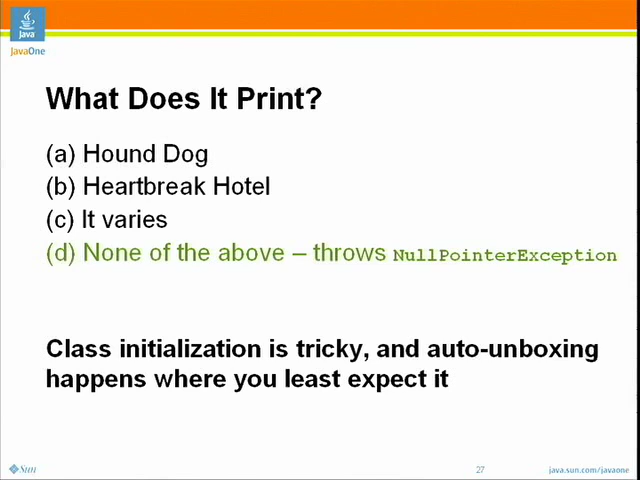 Java
JavaOne
What Does It Print?
(a) Hound Dog
(b) Heartbreak Hotel
(c) It varies
(d) None of the above – throws NullPointerException
Class initialization is tricky, and auto-unboxing
happens where you least expect it
Sun
27
java.sun.com/javaone